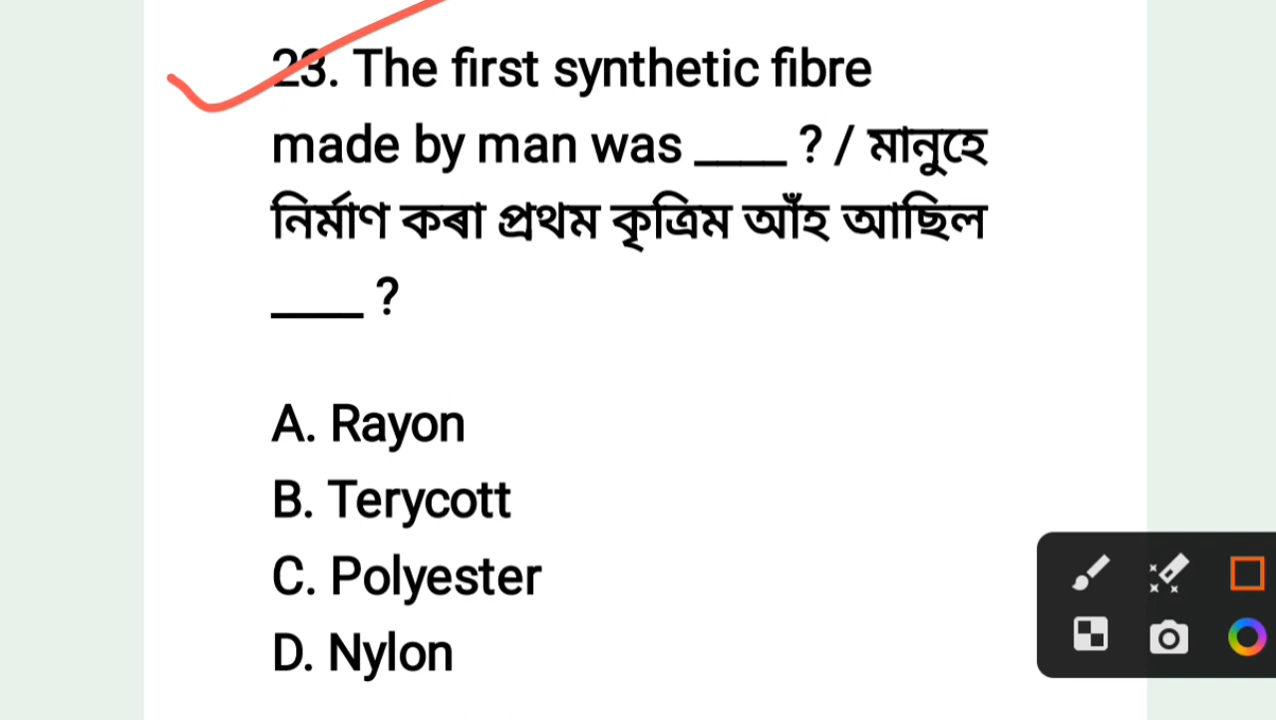 23. The first synthetic fibre
made by man was ____ ? / মানুহে
নিৰ্মাণ কৰা প্ৰথম কৃত্ৰিম আঁহ আছিল
____ ?
A. Rayon
B. Terycott
C. Polyester
D. Nylon